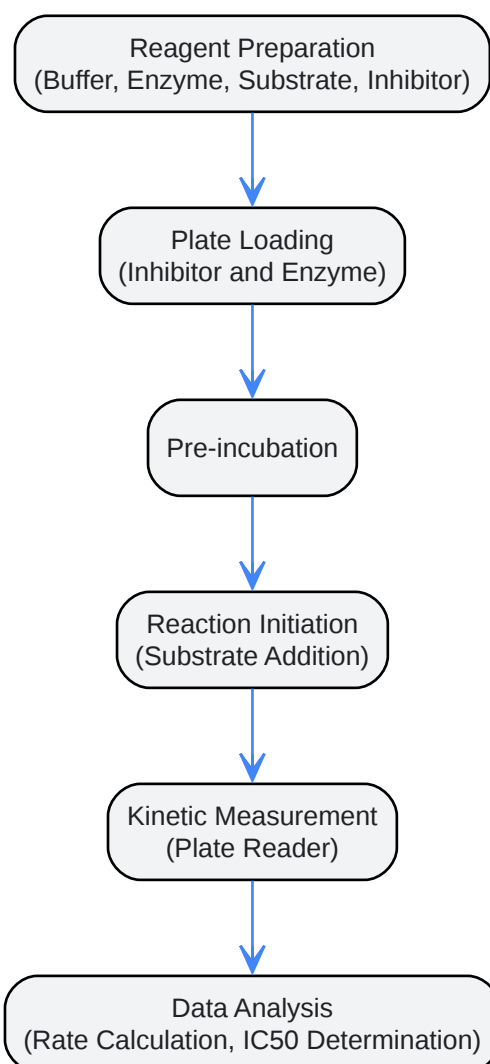 Reagent Preparation
(Buffer, Enzyme, Substrate, Inhibitor)
Plate Loading
(Inhibitor and Enzyme)
Pre-incubation
Reaction Initiation
(Substrate Addition)
Kinetic Measurement
(Plate Reader)
Data Analysis
(Rate Calculation, IC50 Determination)